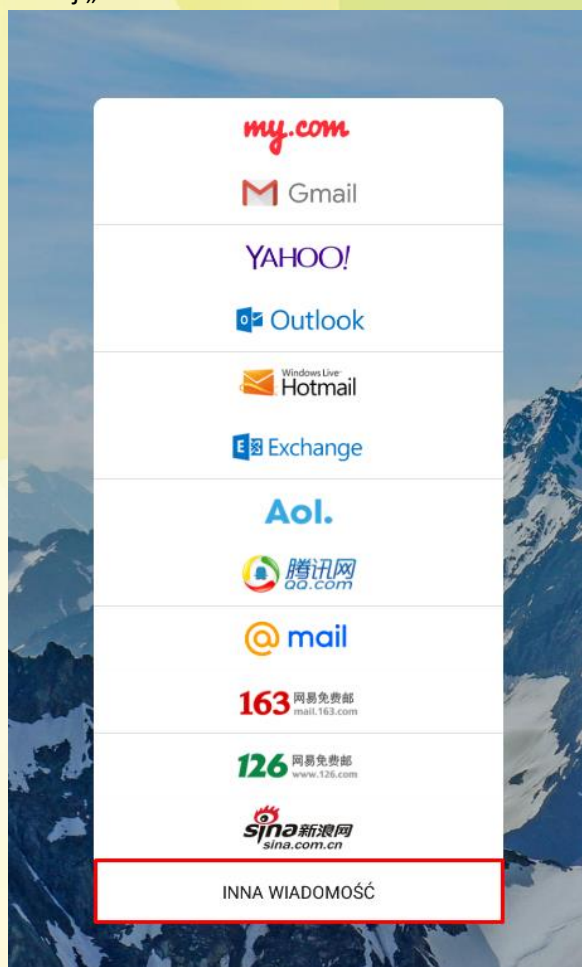 my.com
Gmail
YAHOO!
Outlook
Windows Live
Hotmail
Exchange
Aol.
腾讯网
QQ.com
@ mail
163 网易免费邮
mail.163.com
126 网易免费邮
www.126.com
sina新浪网
sina.com.cn
INNA WIADOMOŚĆ